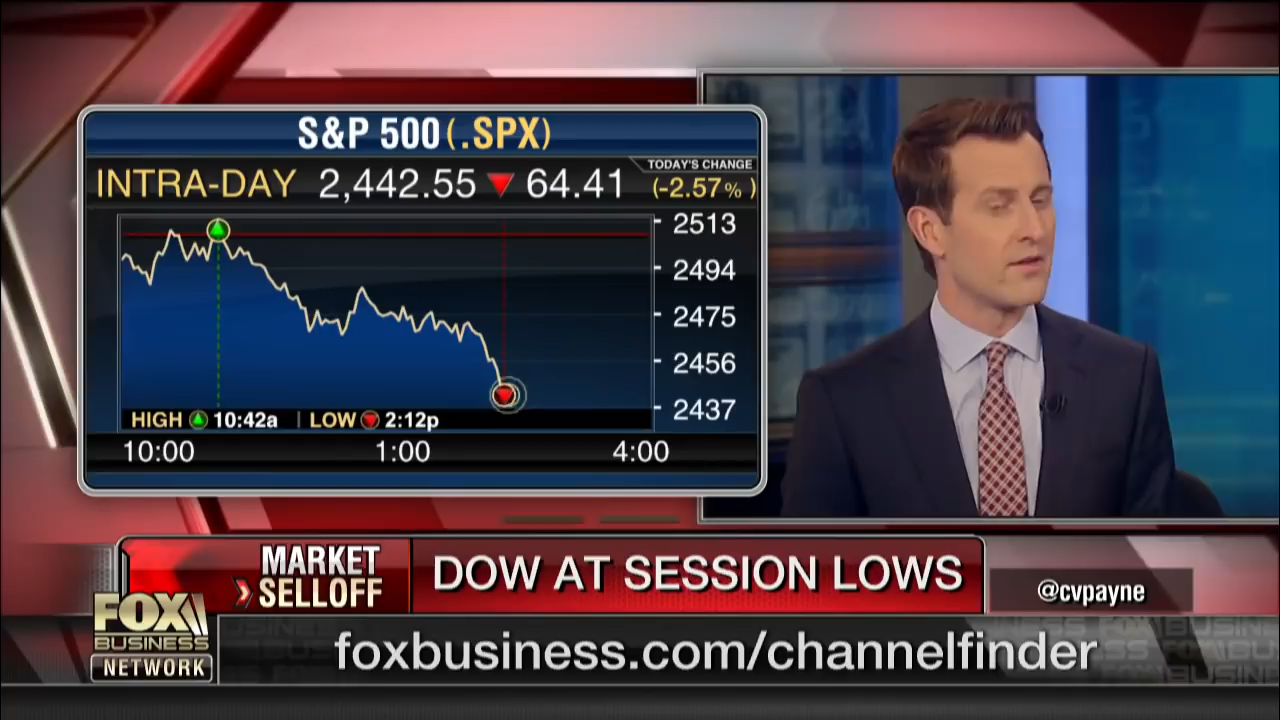 S&P 500 (.SPX)
TODAY'S CHANGE
INTRA-DAY 2,442.55 ▼ 64.41 (-2.57%)
2513
2494
2475
2456
2437
HIGH ▲ 10:42a | LOW ▼ 2:12p
10:00 1:00 4:00
MARKET
SELLOFF
DOW AT SESSION LOWS
@cvpayne
FOX
BUSINESS
NETWORK
foxbusiness.com/channelfinder